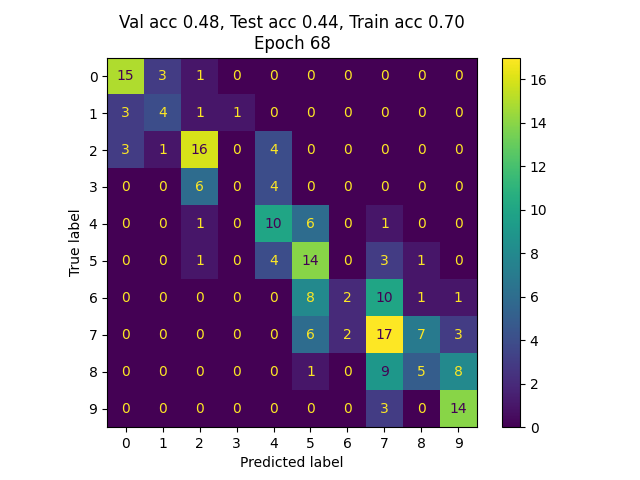 Val acc 0.48, Test acc 0.44, Train acc 0.70
Epoch 68
True label
0 15 3 1 0 0 0 0 0 0 0
1 3 4 1 1 0 0 0 0 0 0
2 3 1 16 0 4 0 0 0 0 0
3 0 0 6 0 4 0 0 0 0 0
4 0 0 1 0 10 6 0 1 0 0
5 0 0 1 0 4 14 0 3 1 0
6 0 0 0 0 0 8 2 10 1 1
7 0 0 0 0 0 6 2 17 7 3
8 0 0 0 0 0 1 0 9 5 8
9 0 0 0 0 0 0 0 3 0 14
0 1 2 3 4 5 6 7 8 9
Predicted label
16
14
12
10
8
6
4
2
0